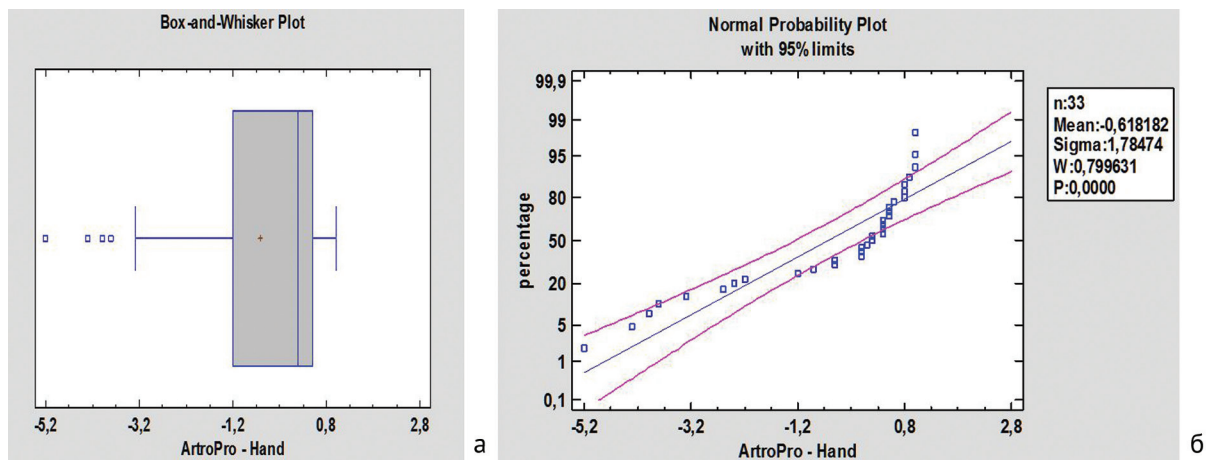 Box-and-Whisker Plot
-5,2 -3,2 -1,2 0,8 2,8
ArtroPro - Hand
а
Normal Probability Plot
with 95% limits
99,9
99
95
80
50
20
5
1
0,1
percentage
-5,2 -3,2 -1,2 0,8 2,8
ArtroPro - Hand
n:33
Mean:-0,618182
Sigma:1,78474
W:0,799631
P:0,0000
б